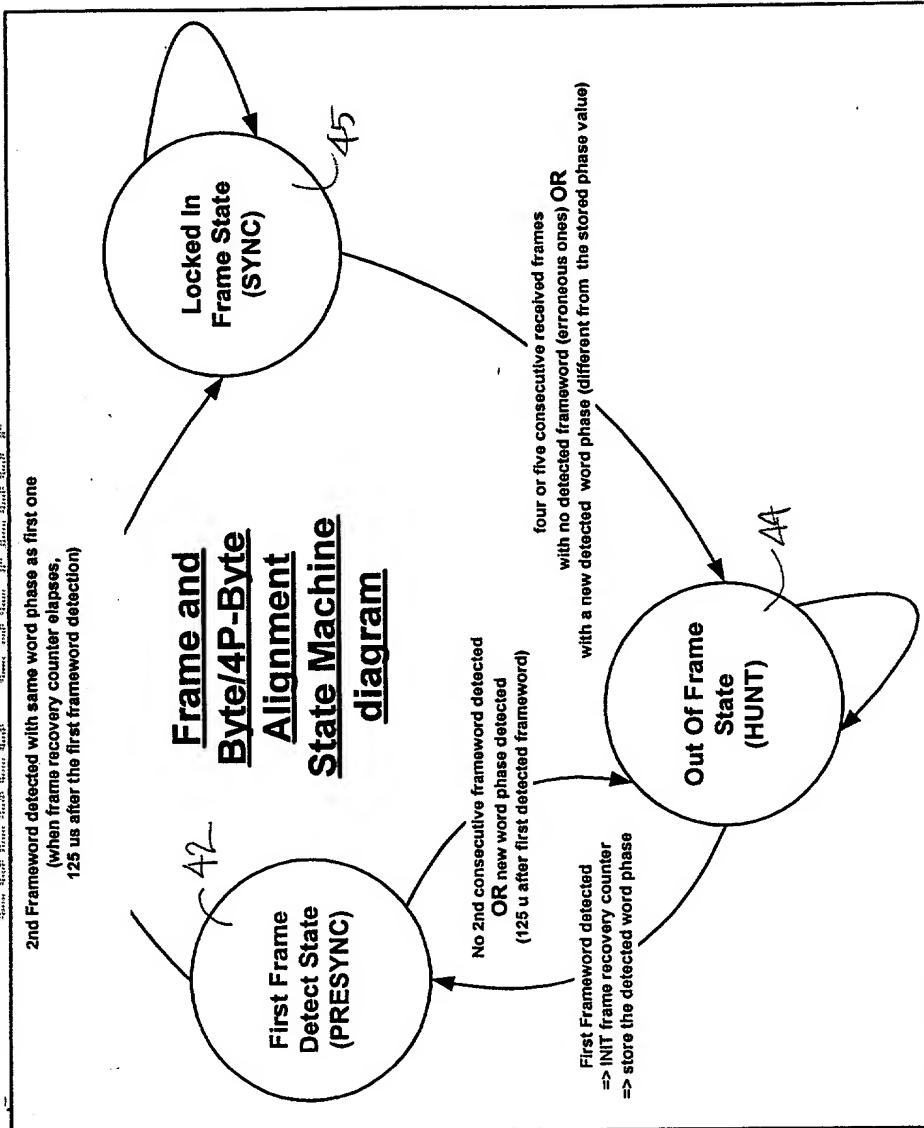 2nd Frameword detected with same word phase as first one
(when frame recovery counter elapses,
125 us after the first frameword detection)
Frame and
Byte/4P-Byte
Alignment
State Machine
diagram
42
First Frame
Detect State
(PRESYNC)
Locked In
Frame State
(SYNC)
45
No 2nd consecutive frameword detected
OR new word phase detected
(125 u after first detected frameword)
four or five consecutive received frames
with no detected frameword (erroneous ones) OR
with a new detected word phase (different from the stored phase value)
First Frameword detected
=> INIT frame recovery counter
=> store the detected word phase
Out Of Frame
State
(HUNT)
44